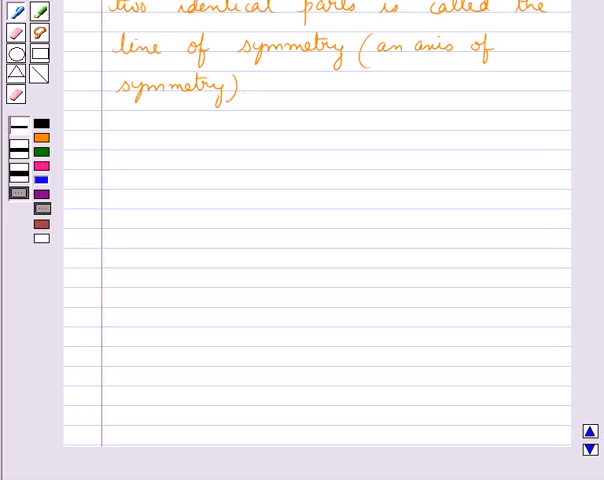 two identical parts is called the
line of symmetry (an axis of
symmetry).